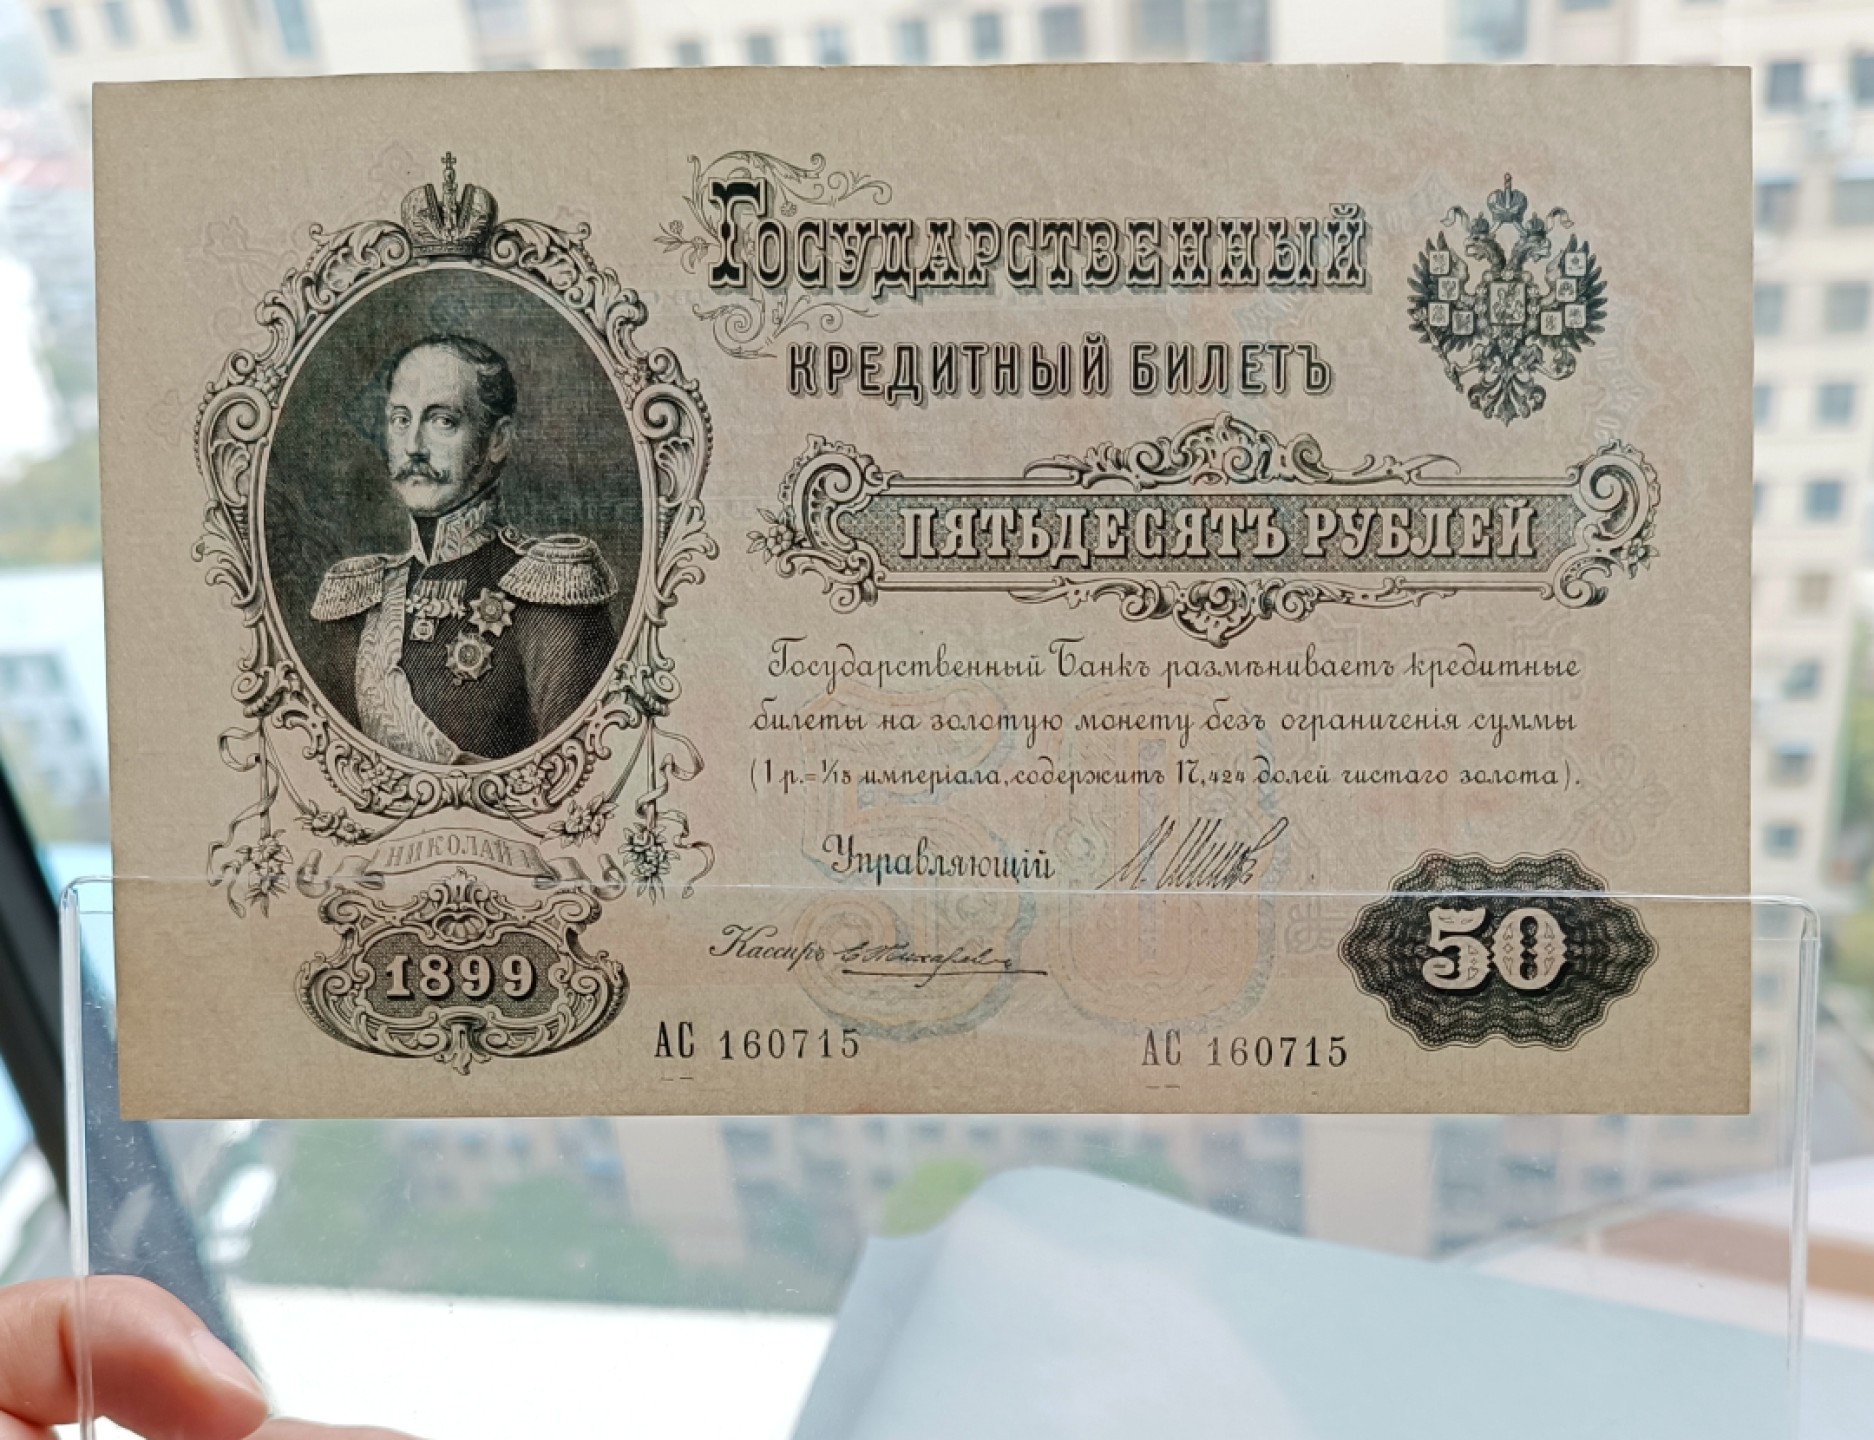 Государственный
кредитный билетъ
ПЯТЬДЕСЯТЪ РУБЛЕЙ
Государственный Банкъ размѣниваетъ кредитные
билеты на золотую монету безъ ограниченія суммы
(1 р.=1/15 имперіала, содержитъ 17,424 долей чистаго золота).
Управляющій
НИКОЛАЙ I
50
Кассиръ
1899
АС 160715
АС 160715